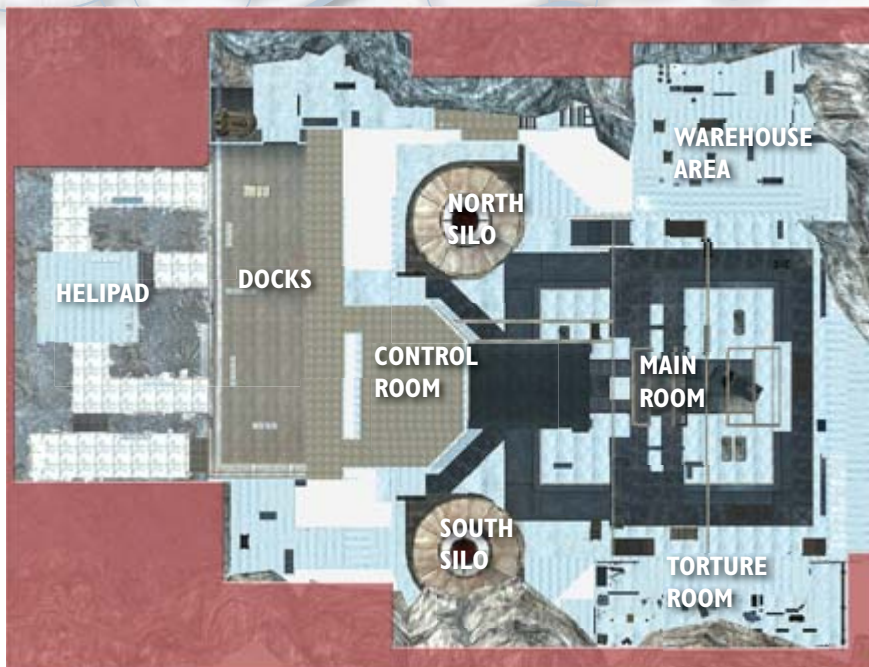 WAREHOUSE
AREA
NORTH
SILO
HELIPAD
DOCKS
CONTROL
ROOM
MAIN
ROOM
SOUTH
SILO
TORTURE
ROOM